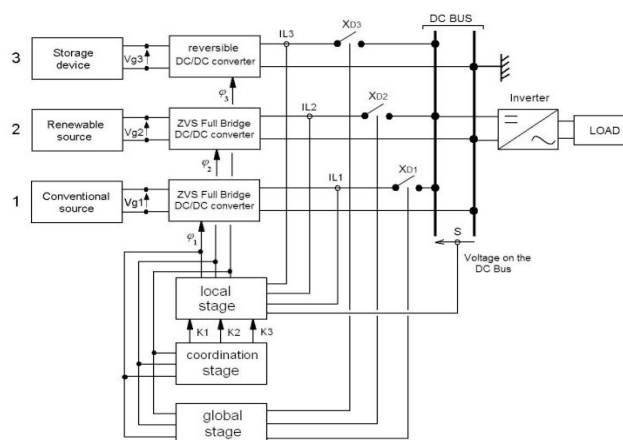 3
Storage
device
Vg3
reversible
DC/DC converter
IL3
XD3
DC BUS
φ3
2
Renewable
source
Vg2
ZVS Full Bridge
DC/DC converter
IL2
XD2
Inverter
LOAD
φ2
1
Conventional
source
Vg1
ZVS Full Bridge
DC/DC converter
IL1
XD1
φ1
S
Voltage on the
DC Bus
local
stage
K1 K2 K3
coordination
stage
global
stage